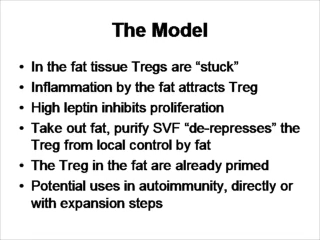 The Model
• In the fat tissue Tregs are “stuck”
• Inflammation by the fat attracts Treg
• High leptin inhibits proliferation
• Take out fat, purify SVF “de-represses” the
Treg from local control by fat
• The Treg in the fat are already primed
• Potential uses in autoimmunity, directly or
with expansion steps